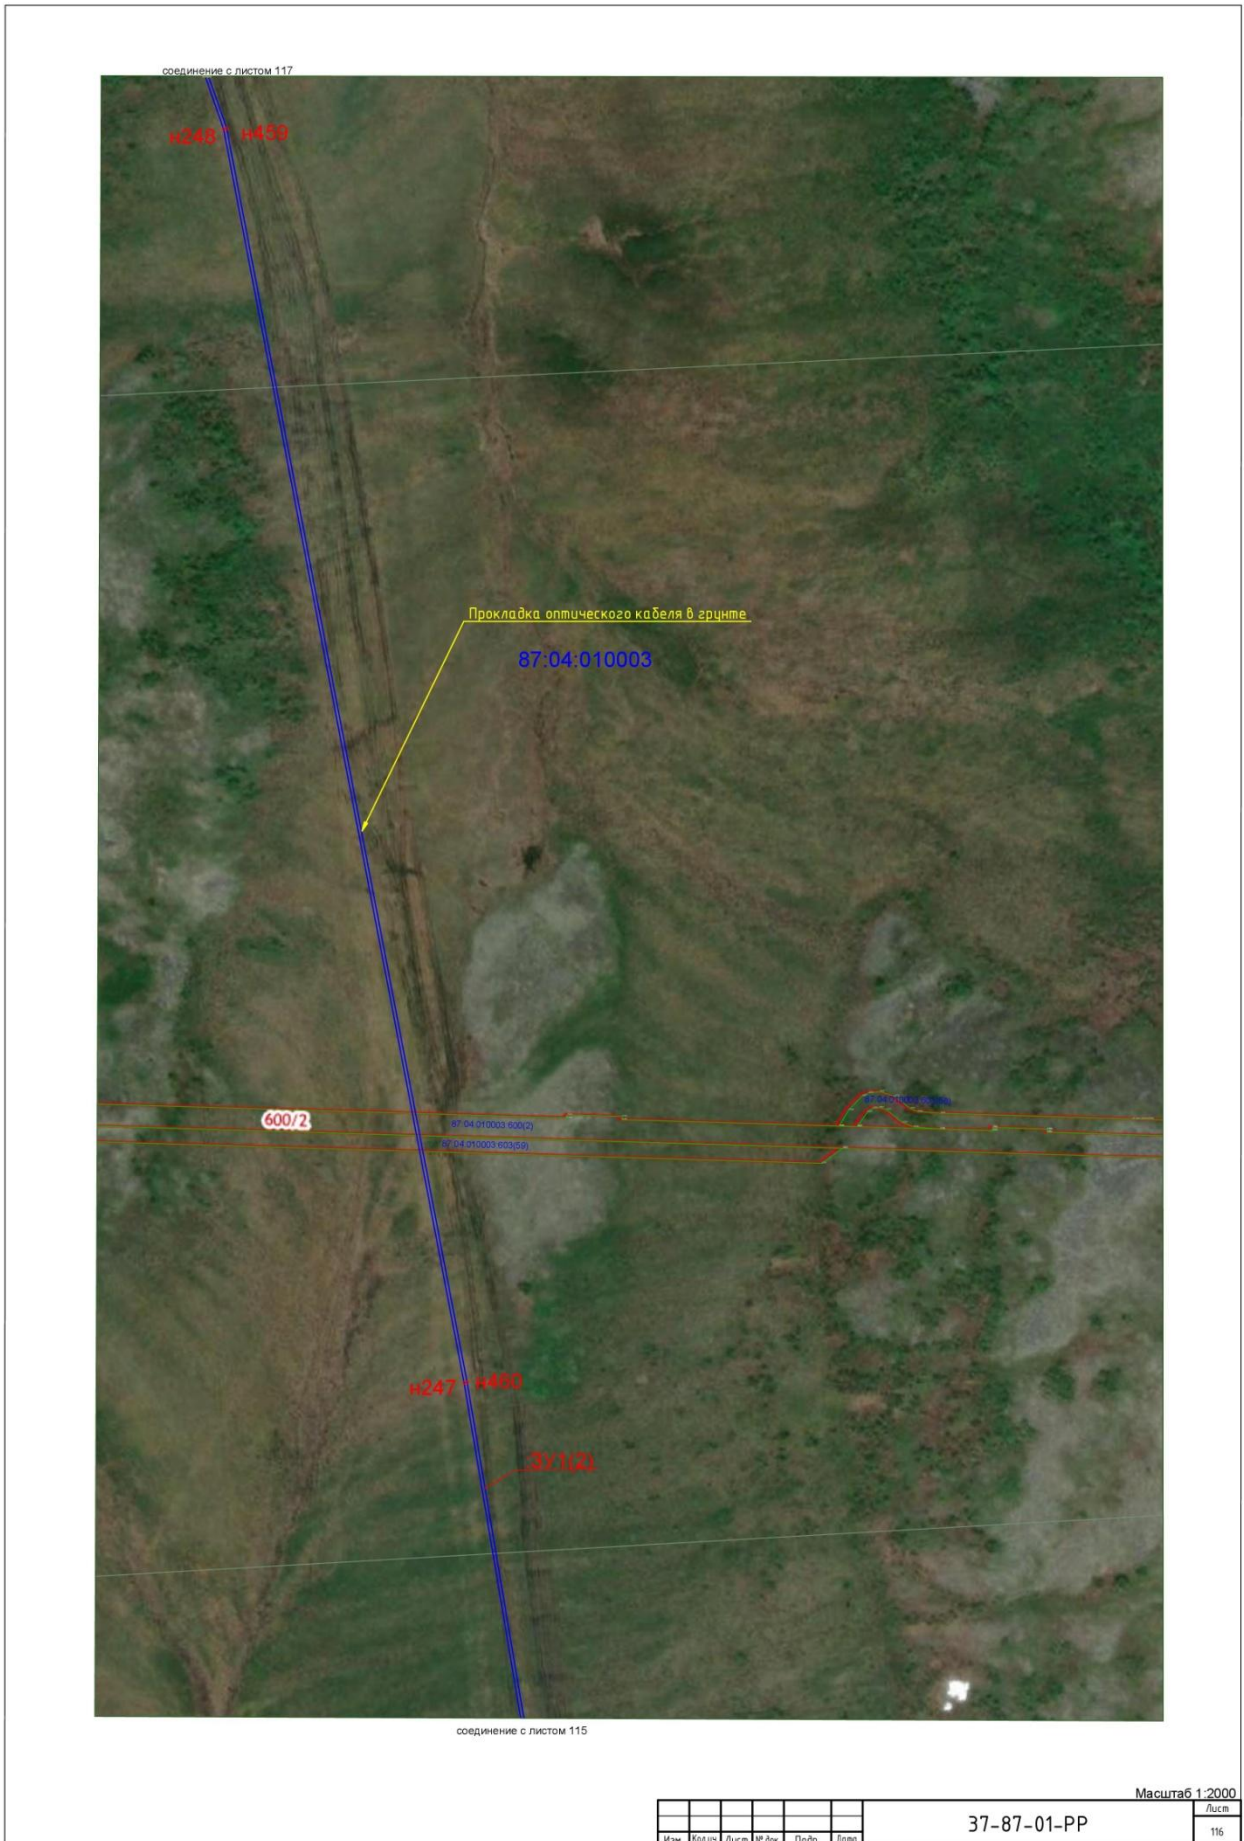 соединение с листом 117
н248 н459
Прокладка оптического кабеля в грунте
87:04:010003
600/2
87:04:010003:600(2)
87:04:010003:603(59)
н247 н460
ЗУ1(2)
соединение с листом 115
Масштаб 1:2000
37-87-01-РР
Лист
116
Изм. Кол.уч Лист № док. Подп. Дата